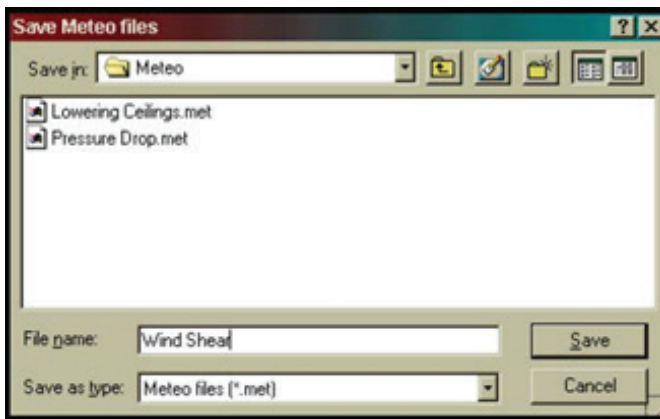 Save Meteo files
Save in: Meteo
Lowering Ceilings.met
Pressure Drop.met
File name: Wind Shear
Save
Save as type: Meteo files (*.met)
Cancel